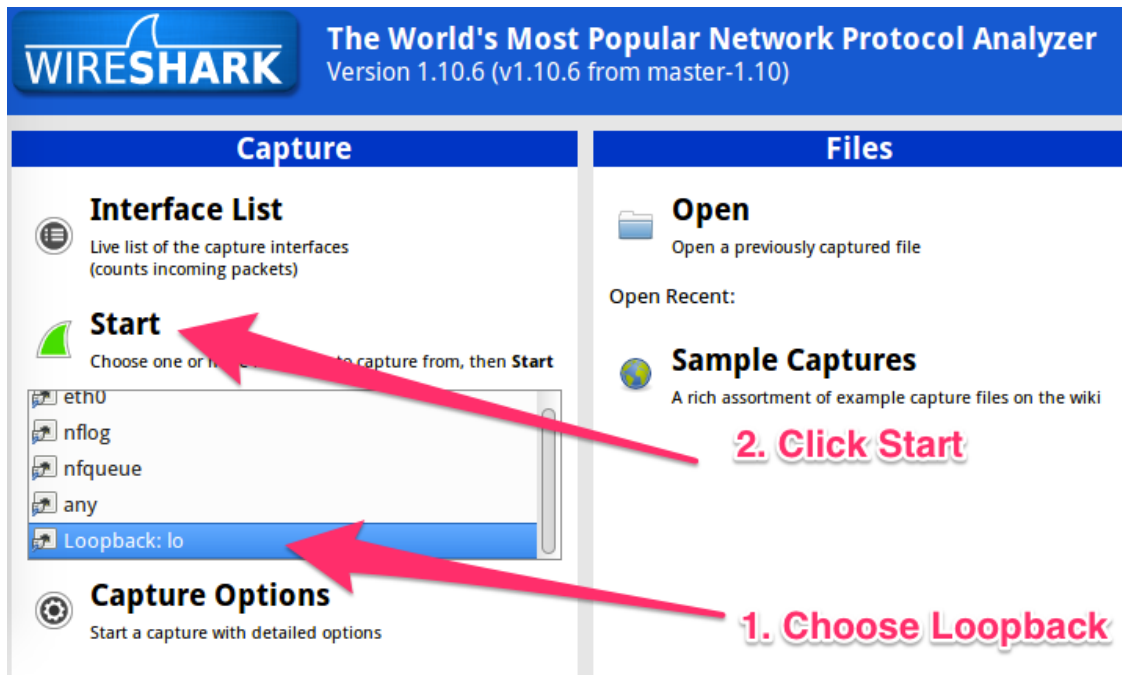 WIRESHARK
The World's Most Popular Network Protocol Analyzer
Version 1.10.6 (v1.10.6 from master-1.10)
Capture
Interface List
Live list of the capture interfaces
(counts incoming packets)
Start
Choose one or to capture from, then Start
eth0
nflog
nfqueue
any
Loopback: lo
Capture Options
Start a capture with detailed options
Files
Open
Open a previously captured file
Open Recent:
Sample Captures
A rich assortment of example capture files on the wiki
2. Click Start
1. Choose Loopback